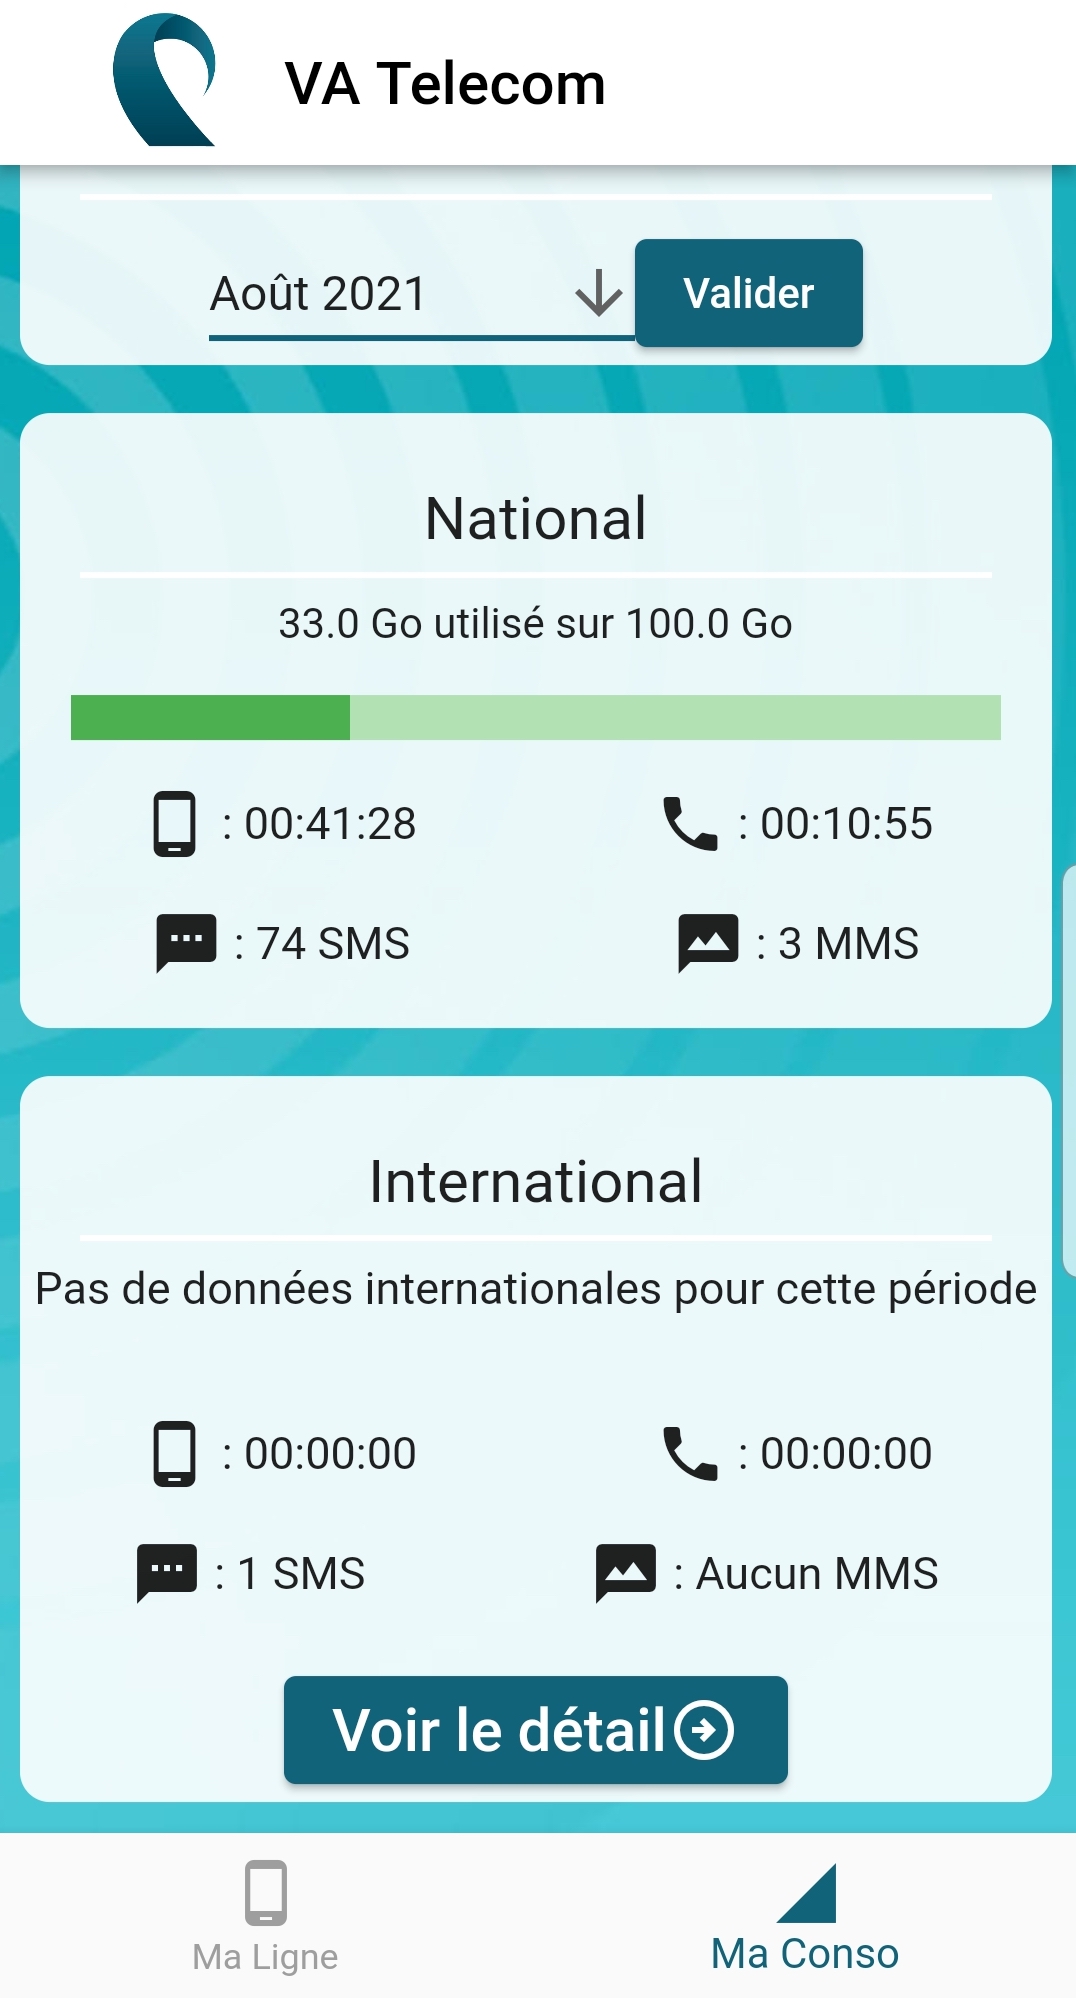 VA Telecom
Août 2021
Valider
National
33.0 Go utilisé sur 100.0 Go
: 00:41:28
: 00:10:55
: 74 SMS
: 3 MMS
International
Pas de données internationales pour cette période
: 00:00:00
: 00:00:00
: 1 SMS
: Aucun MMS
Voir le détail
Ma Ligne
Ma Conso